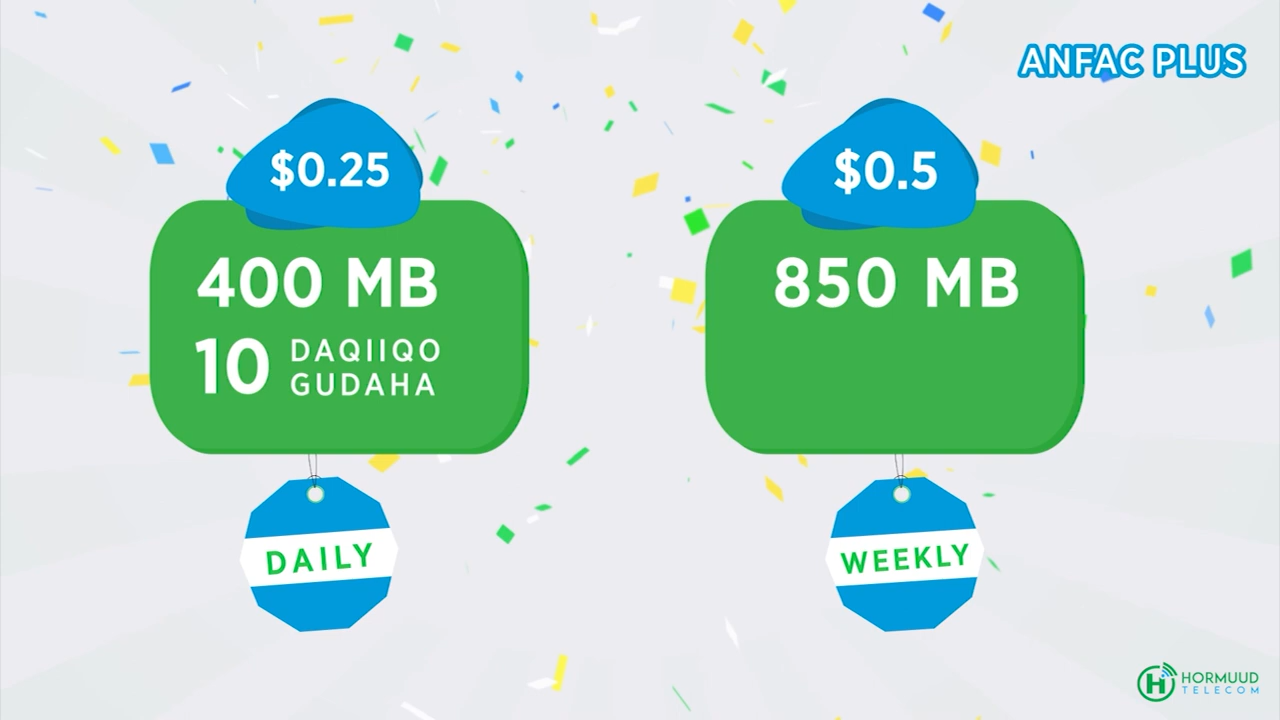 ANFAC PLUS
$0.25
400 MB
10 DAQIIQO
GUDAHA
DAILY
$0.5
850 MB
WEEKLY
HORMUUD
TELECOM